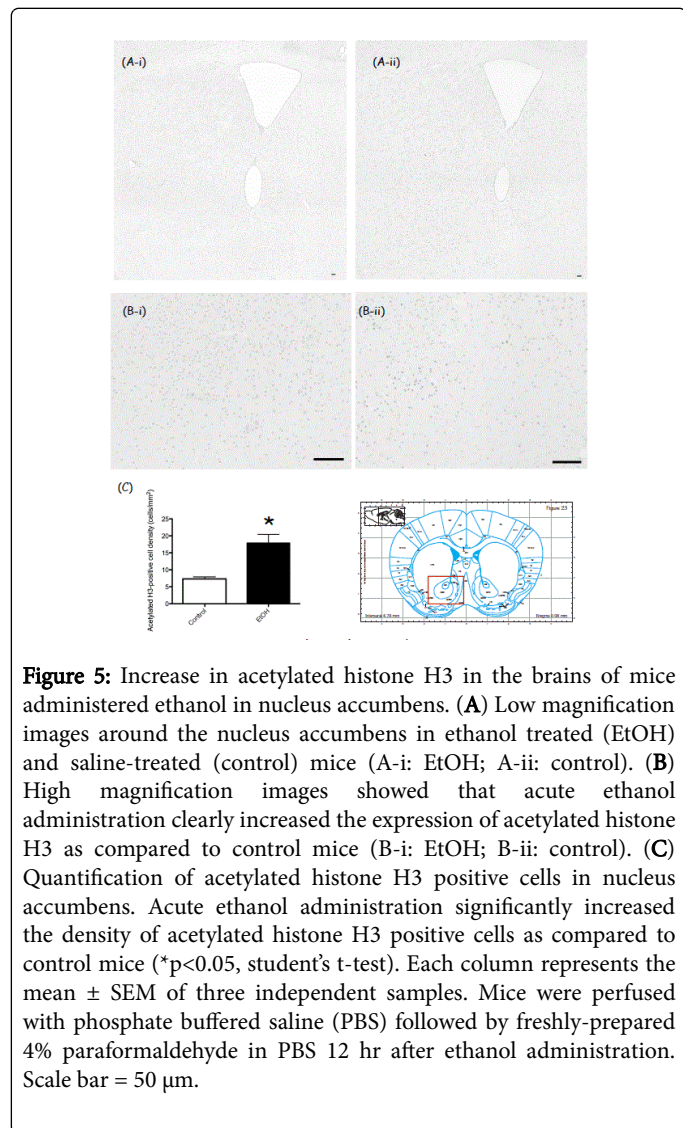 (A-i)
(A-ii)
(B-i)
(B-ii)
(C)
Acetylated H3-positive cell density (cells/mm²)
25
20
15
10
5
0
*
Control
EtOH
Figure 23
Figure 5: Increase in acetylated histone H3 in the brains of mice
administered ethanol in nucleus accumbens. (A) Low magnification
images around the nucleus accumbens in ethanol treated (EtOH)
and saline-treated (control) mice (A-i: EtOH; A-ii: control). (B)
High magnification images showed that acute ethanol
administration clearly increased the expression of acetylated histone
H3 as compared to control mice (B-i: EtOH; B-ii: control). (C)
Quantification of acetylated histone H3 positive cells in nucleus
accumbens. Acute ethanol administration significantly increased
the density of acetylated histone H3 positive cells as compared to
control mice (*p<0.05, student's t-test). Each column represents the
mean ± SEM of three independent samples. Mice were perfused
with phosphate buffered saline (PBS) followed by freshly-prepared
4% paraformaldehyde in PBS 12 hr after ethanol administration.
Scale bar = 50 μm.